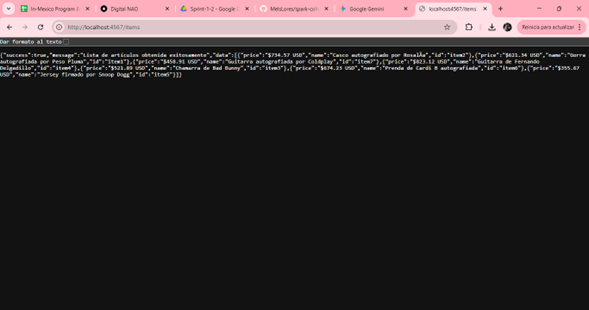 In-Mexico Program
Digital NAO
Sprint-1-2 - Google
MelsLores/spark-coll
Google Gemini
localhost:4567/items
http://localhost:4567/items
Reinicia para actualizar
Dar formato al texto
{"success":true,"message":"Lista de artículos obtenida exitosamente","data":[{"price":"$734.57 USD","name":"Casco autografiado por RosalÃa","id":"item2"},{"price":"$621.34 USD","name":"Gorra
autografiada por Peso Pluma","id":"item1"},{"price":"$458.91 USD","name":"Guitarra autografiada por Coldplay","id":"item7"},{"price":"$823.12 USD","name":"Guitarra de Fernando
Delgadillo","id":"item4"},{"price":"$521.89 USD","name":"Chamarra de Bad Bunny","id":"item3"},{"price":"$674.23 USD","name":"Prenda de Cardi B autografiada","id":"item6"},{"price":"$355.67
USD","name":"Jersey firmado por Snoop Dogg","id":"item5"}]}